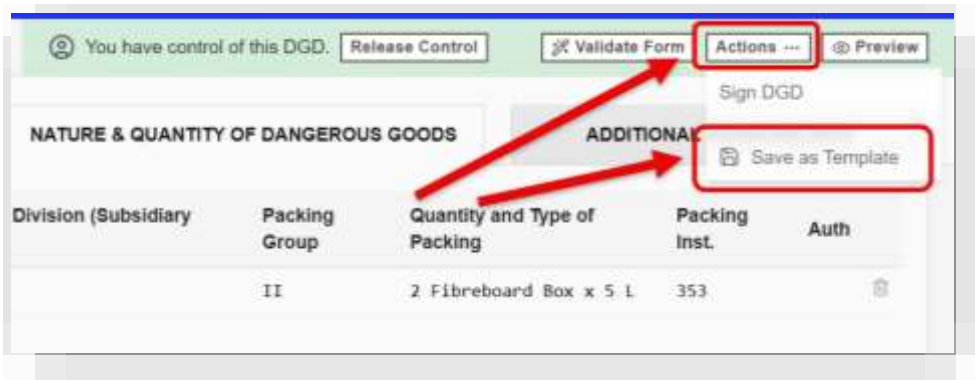 You have control of this DGD. Release Control Validate Form Actions ... Preview
Sign DGD
NATURE & QUANTITY OF DANGEROUS GOODS ADDITIONAL
Save as Template
Division (Subsidiary Packing Quantity and Type of Packing Auth
Group Packing Inst.
II 2 Fibreboard Box x 5 L 353